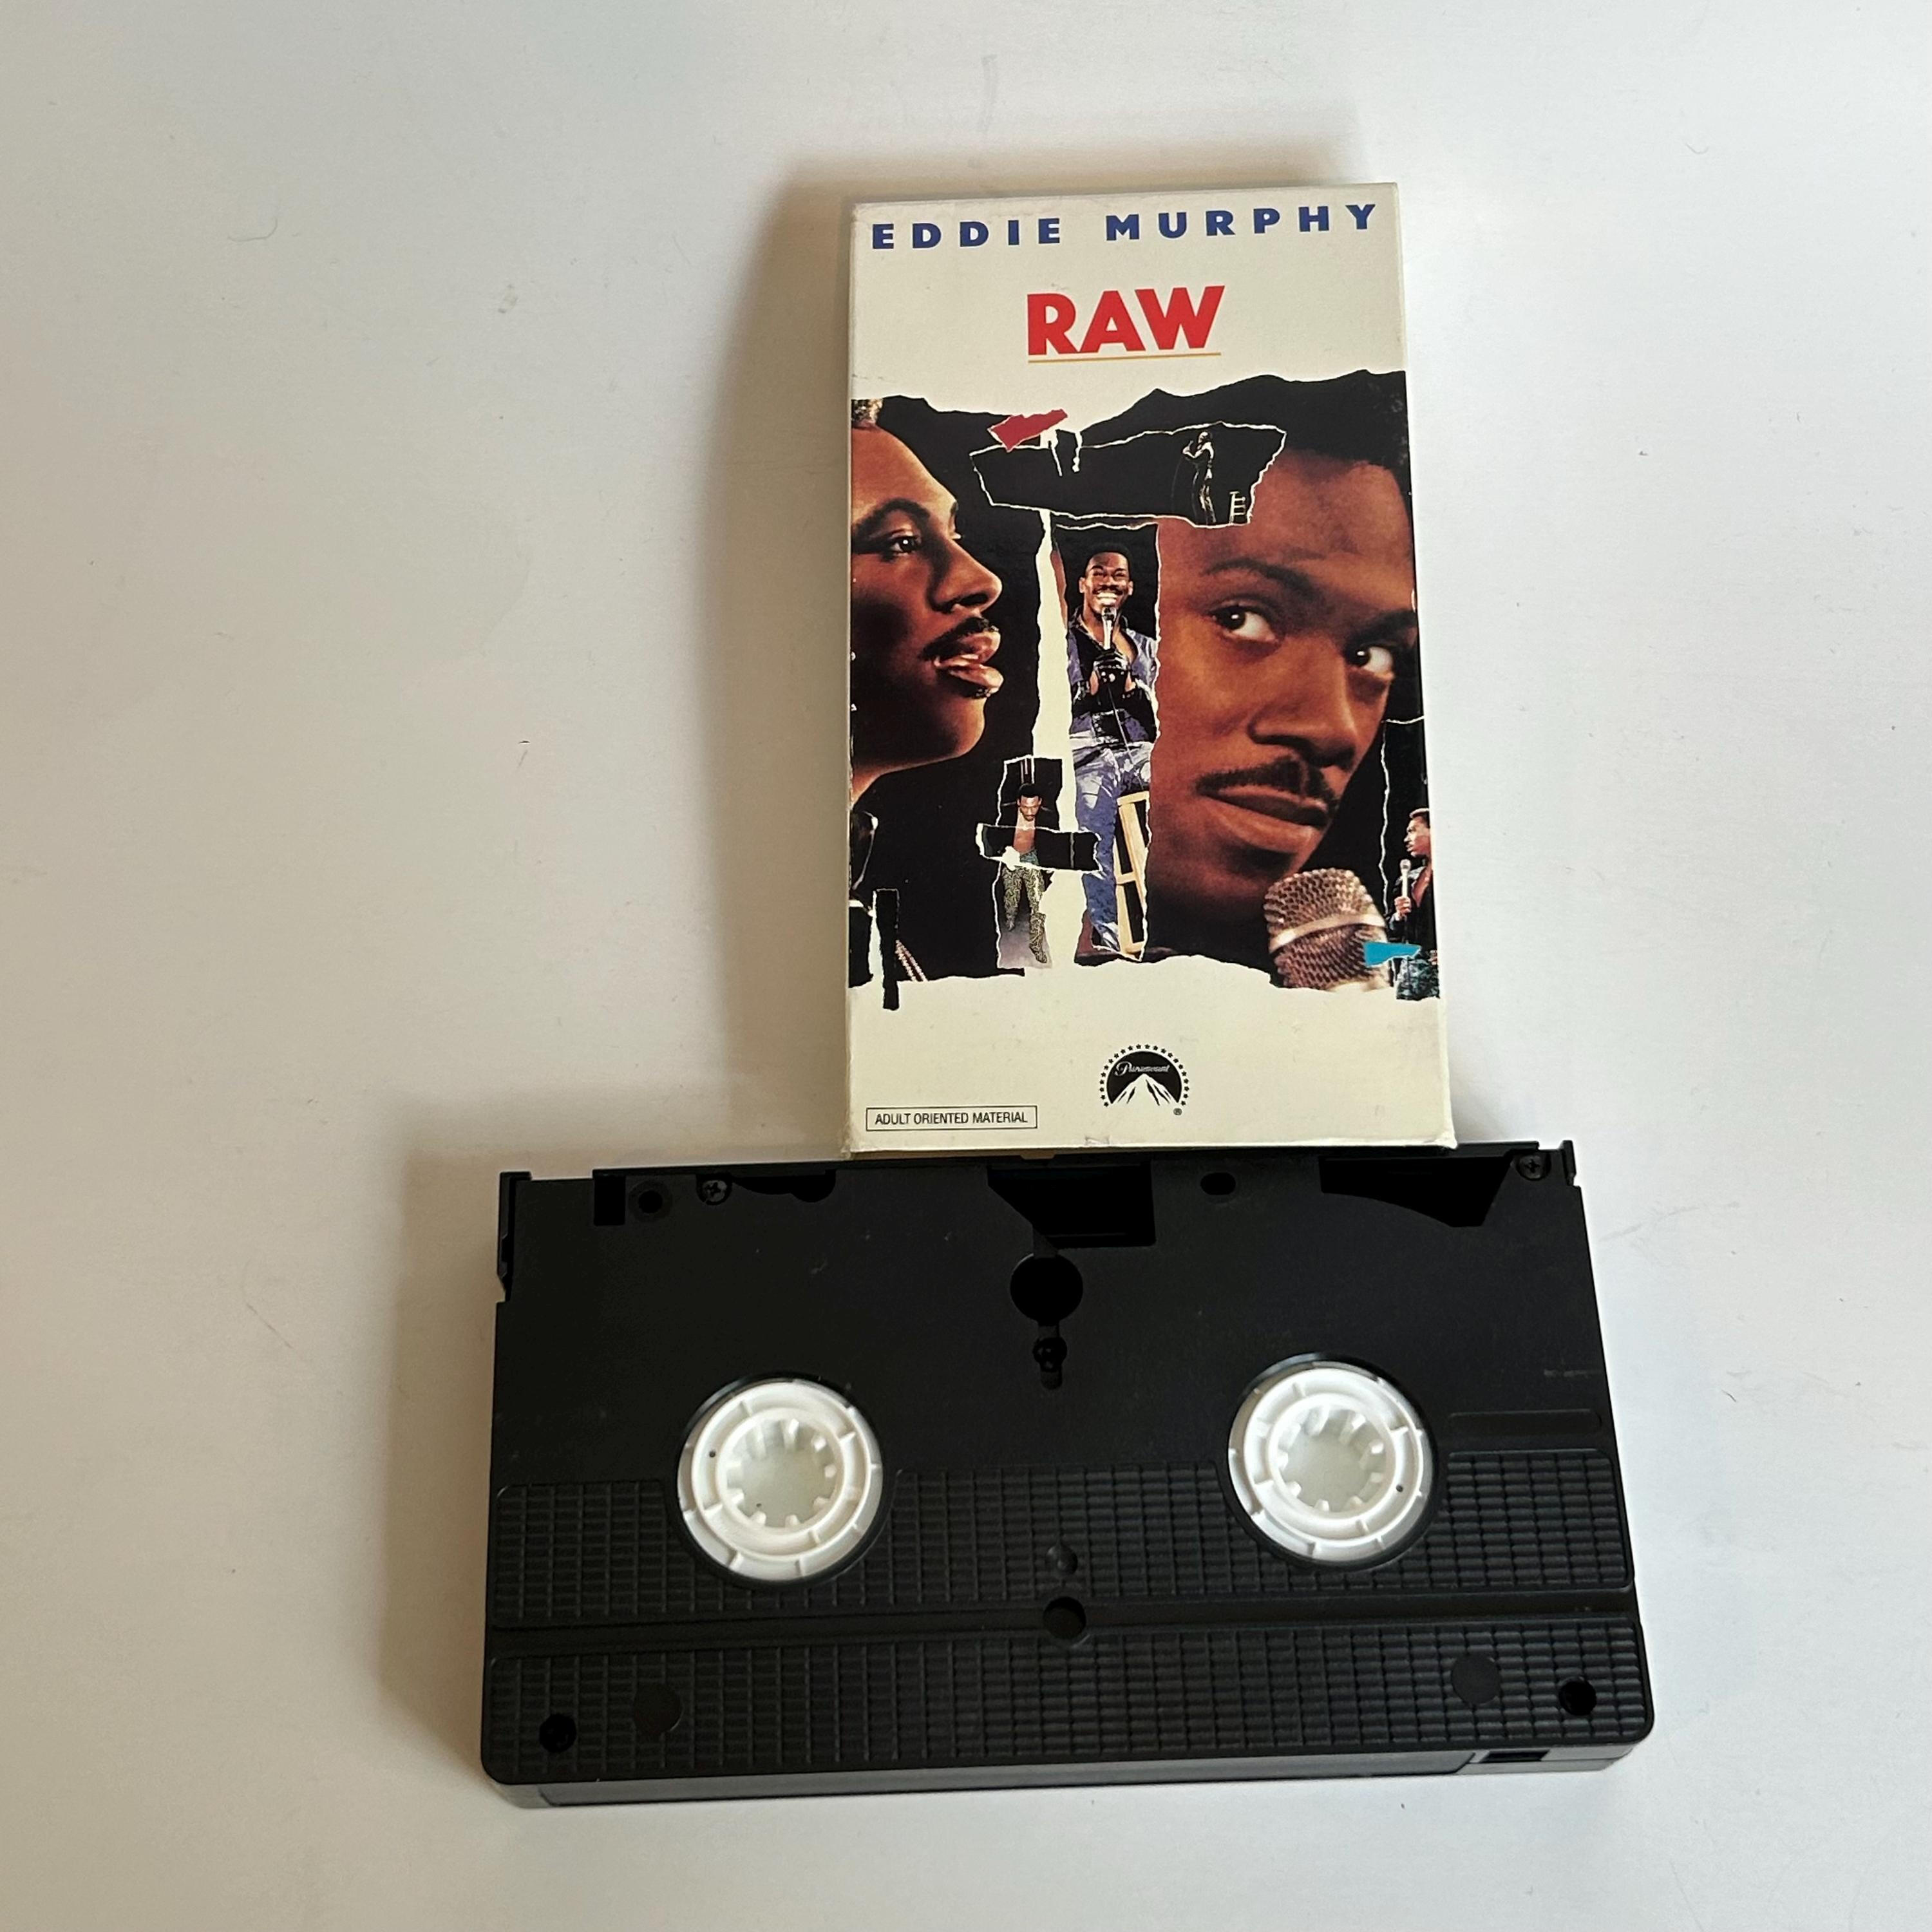 EDDIE MURPHY
RAW
Paramount
®
ADULT ORIENTED MATERIAL